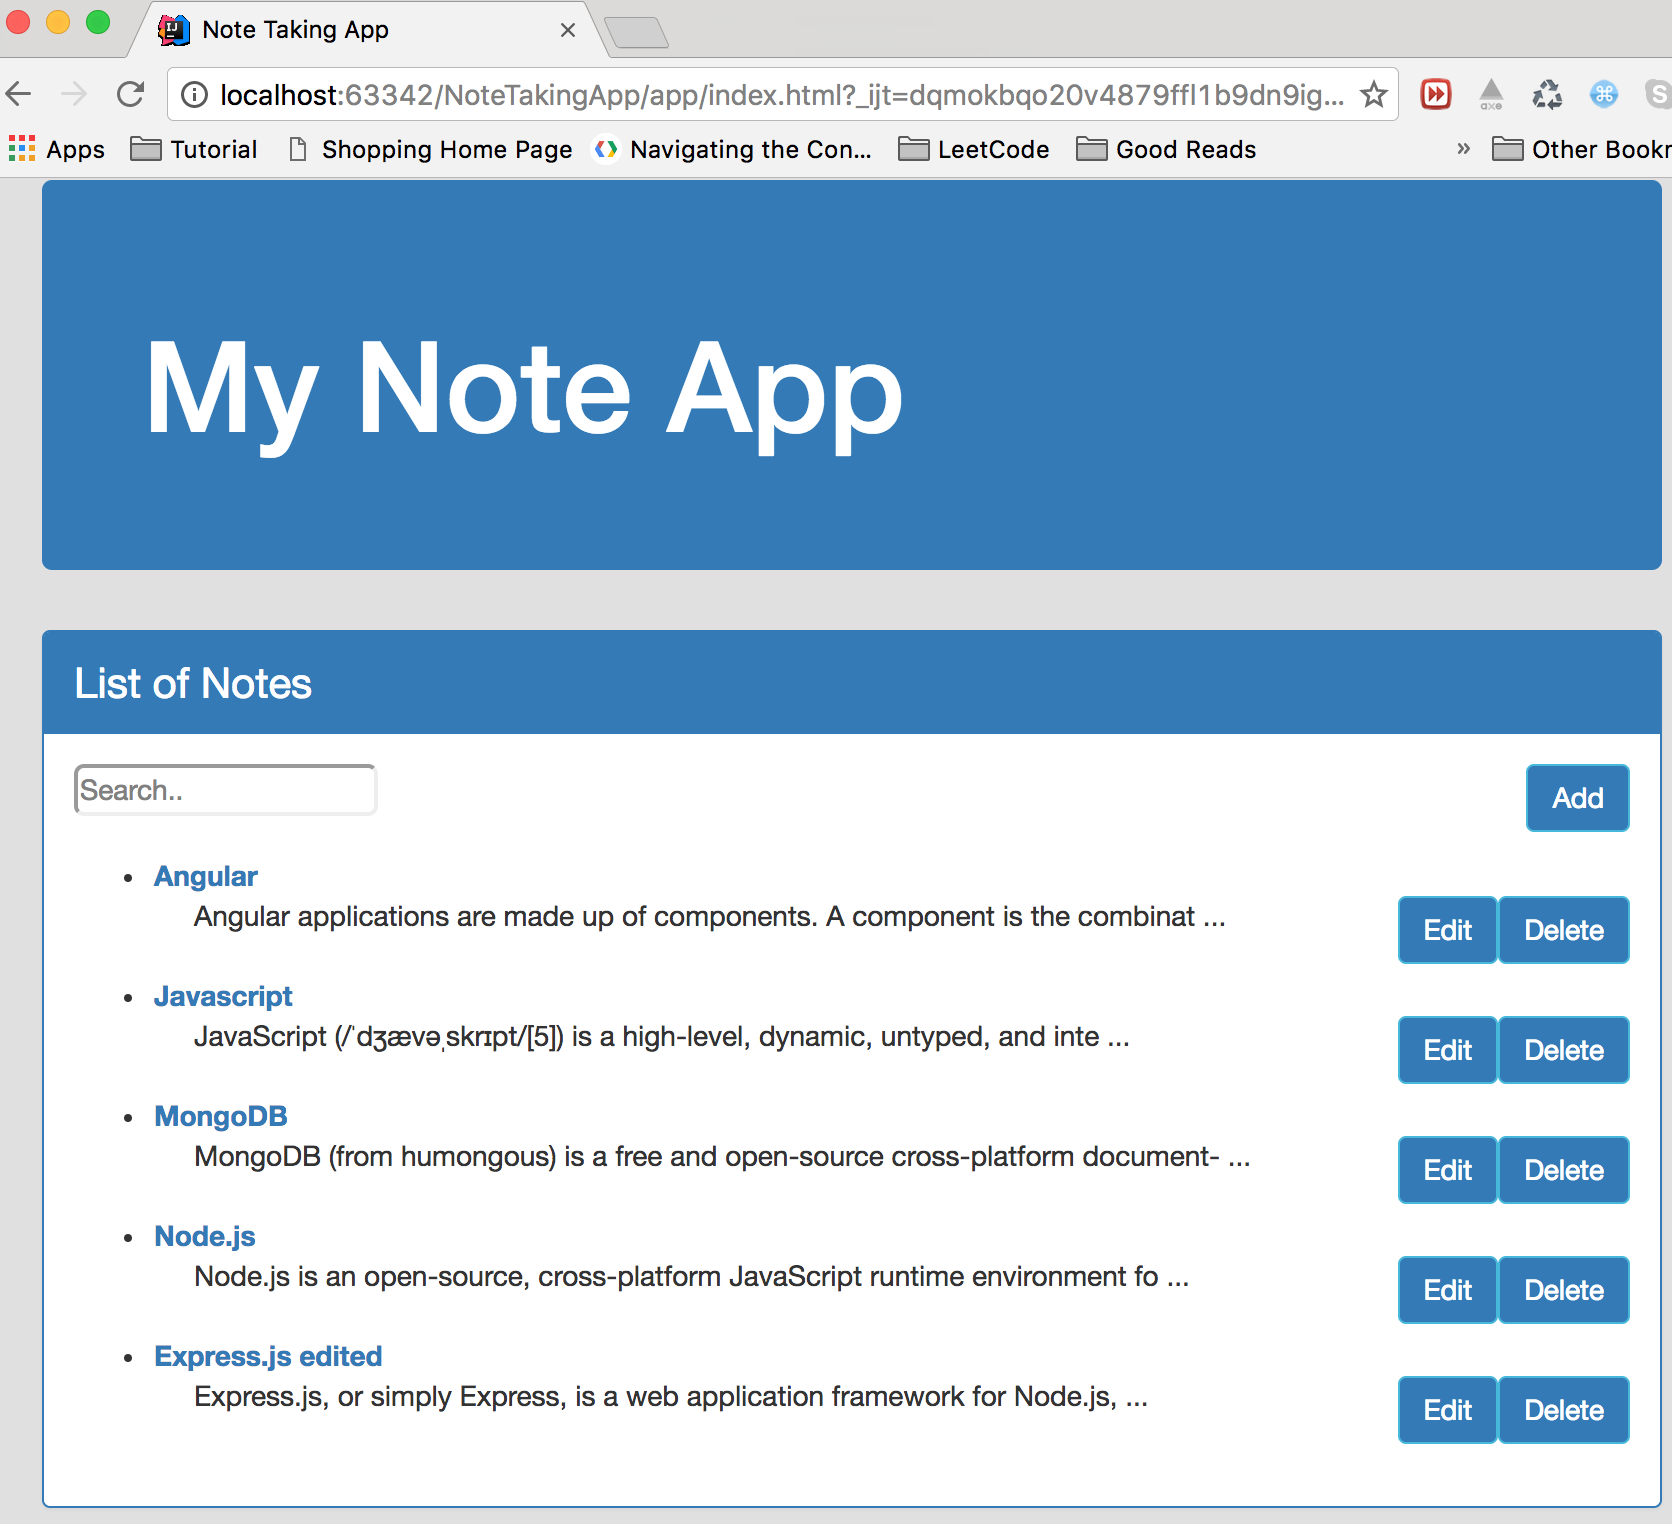 Note Taking App
localhost:63342/NoteTakingApp/app/index.html?_ijt=dqmokbqo20v4879ffl1b9dn9ig...
axe
S
Apps Tutorial Shopping Home Page Navigating the Con... LeetCode Good Reads » Other Bookr
My Note App
List of Notes
Search..
Add
• Angular
Angular applications are made up of components. A component is the combinat ...
Edit Delete
• Javascript
JavaScript (/ˈdʒævəˌskrɪpt/[5]) is a high-level, dynamic, untyped, and inte ...
Edit Delete
• MongoDB
MongoDB (from humongous) is a free and open-source cross-platform document- ...
Edit Delete
• Node.js
Node.js is an open-source, cross-platform JavaScript runtime environment fo ...
Edit Delete
• Express.js edited
Express.js, or simply Express, is a web application framework for Node.js, ...
Edit Delete